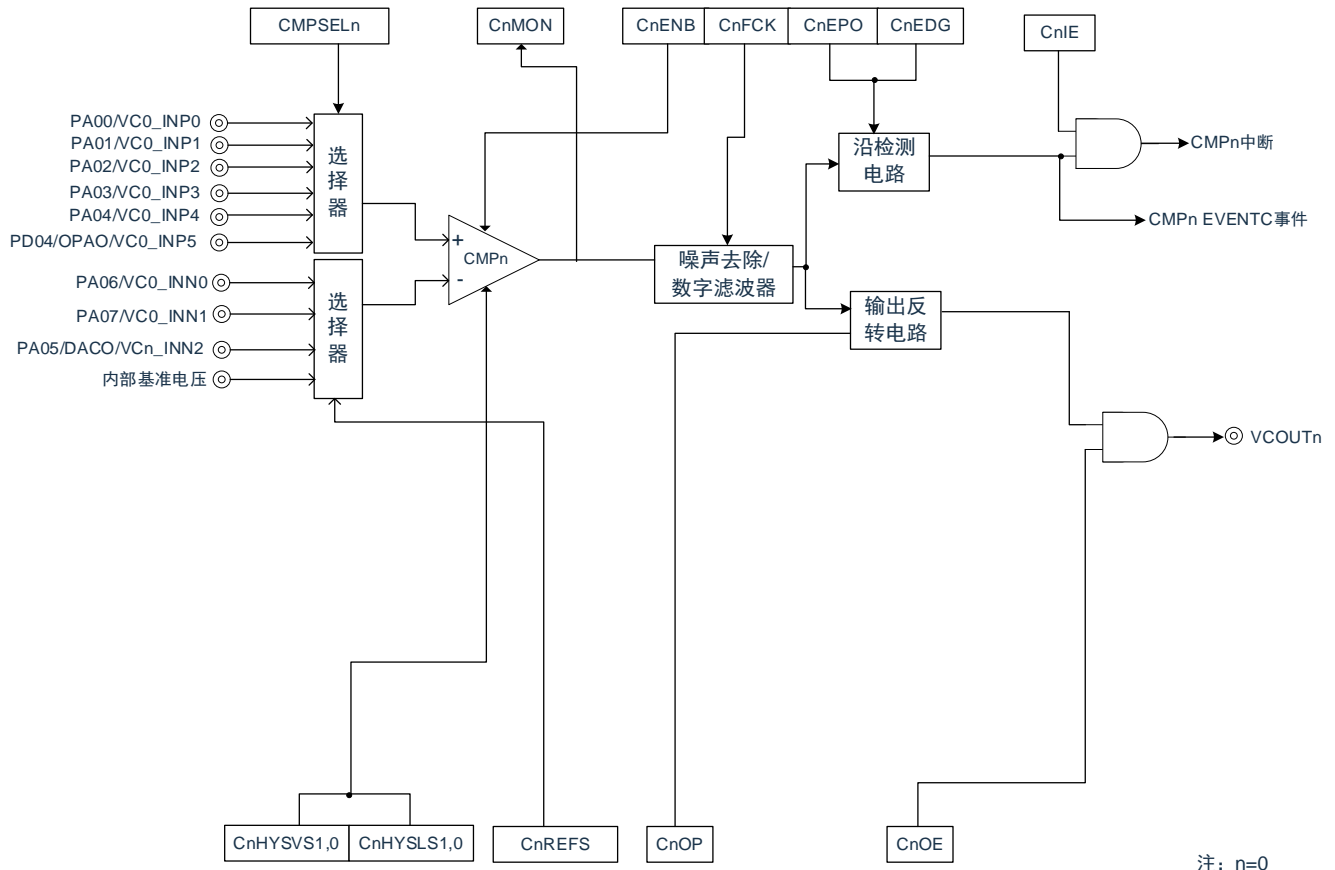 CMPSELn
CnMON
CnENB
CnFCK
CnEPO
CnEDG
CnIE
PA00/VC0_INP0
PA01/VC0_INP1
PA02/VC0_INP2
PA03/VC0_INP3
PA04/VC0_INP4
PD04/OPAO/VC0_INP5
选择器
PA06/VC0_INN0
PA07/VC0_INN1
PA05/DACO/VCn_INN2
内部基准电压
选择器
+
CMPn
-
噪声去除/
数字滤波器
沿检测
电路
输出反
转电路
CMPn中断
CMPn EVENTC事件
VCOUTn
CnHYSVS1,0
CnHYSLS1,0
CnREFS
CnOP
CnOE
注：n=0